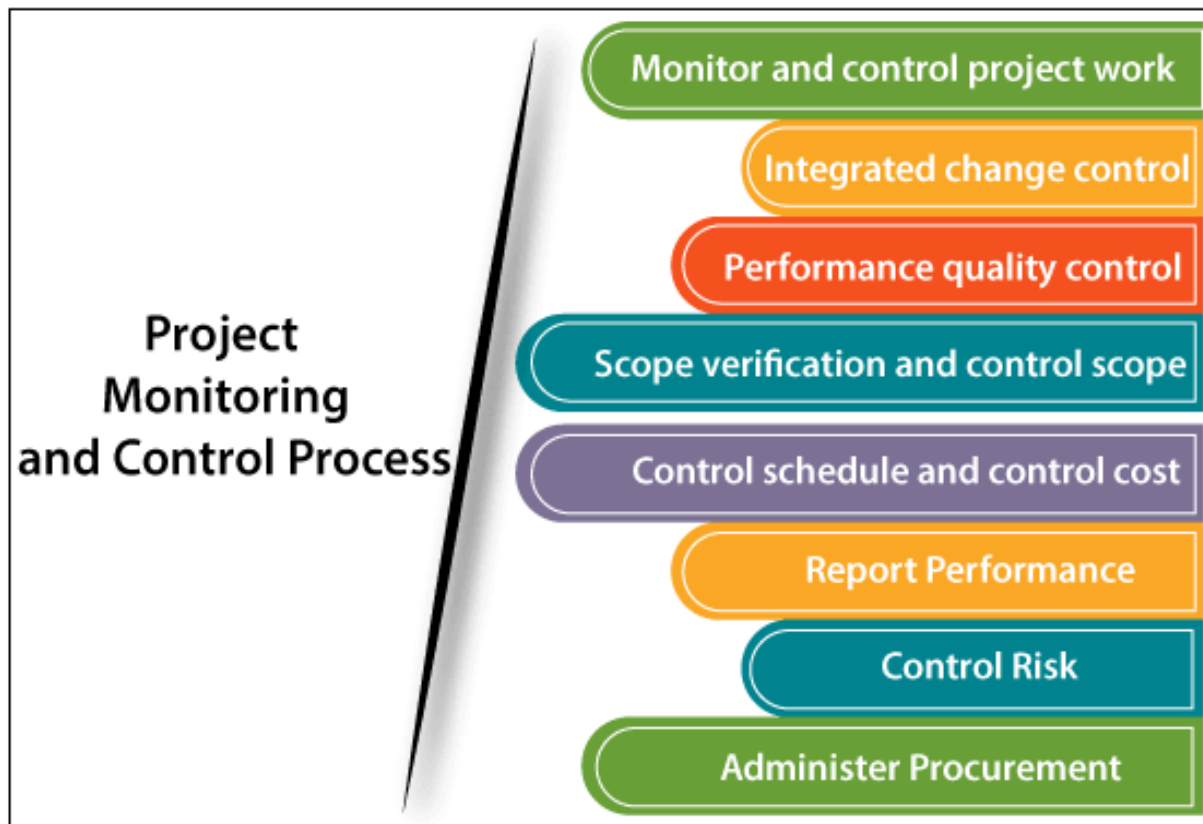 Project
Monitoring
and Control Process
Monitor and control project work
Integrated change control
Performance quality control
Scope verification and control scope
Control schedule and control cost
Report Performance
Control Risk
Administer Procurement